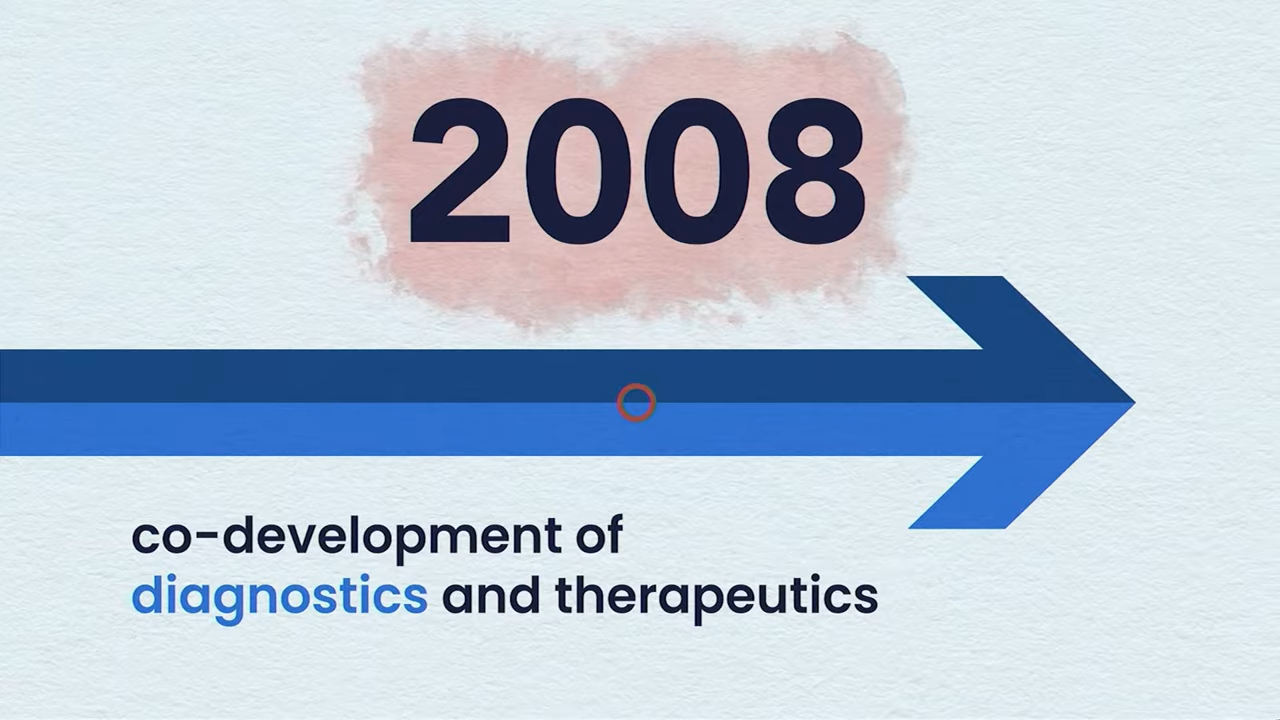 2008
co-development of
diagnostics and therapeutics